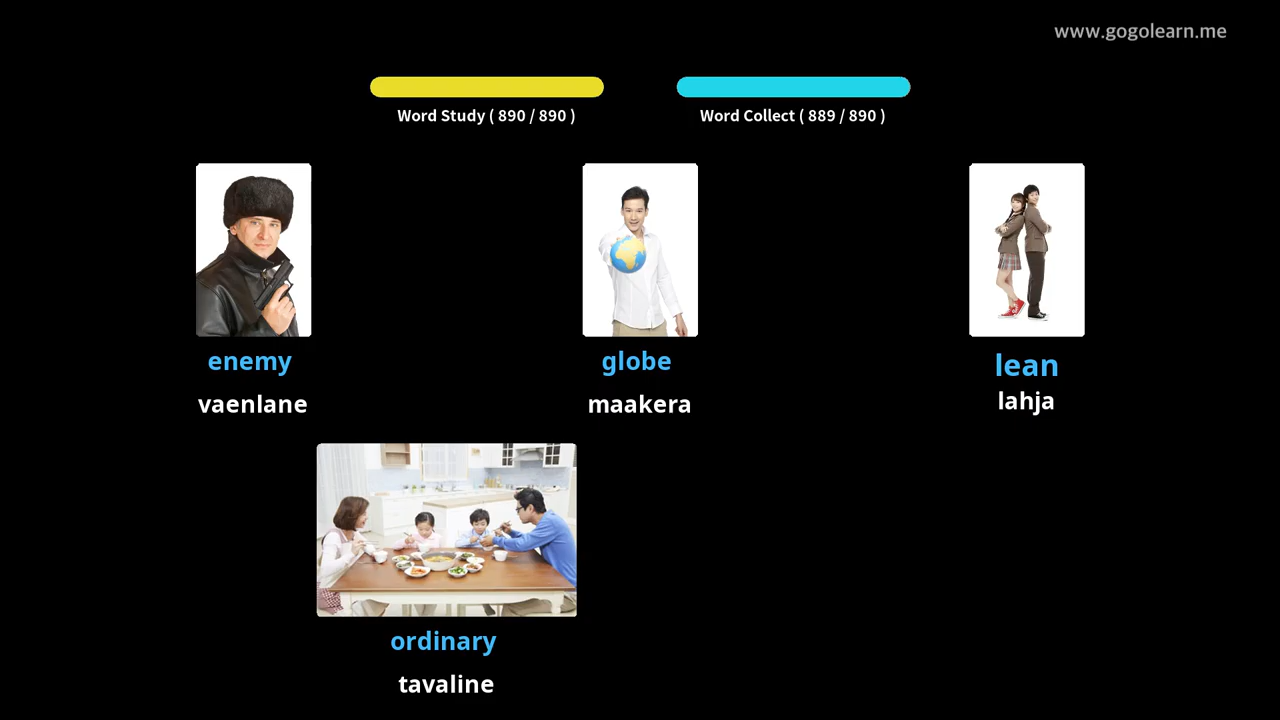 www.gogolearn.me
Word Study ( 890 / 890 )
Word Collect ( 889 / 890 )
enemy
vaenlane
globe
maakera
lean
lahja
ordinary
tavaline